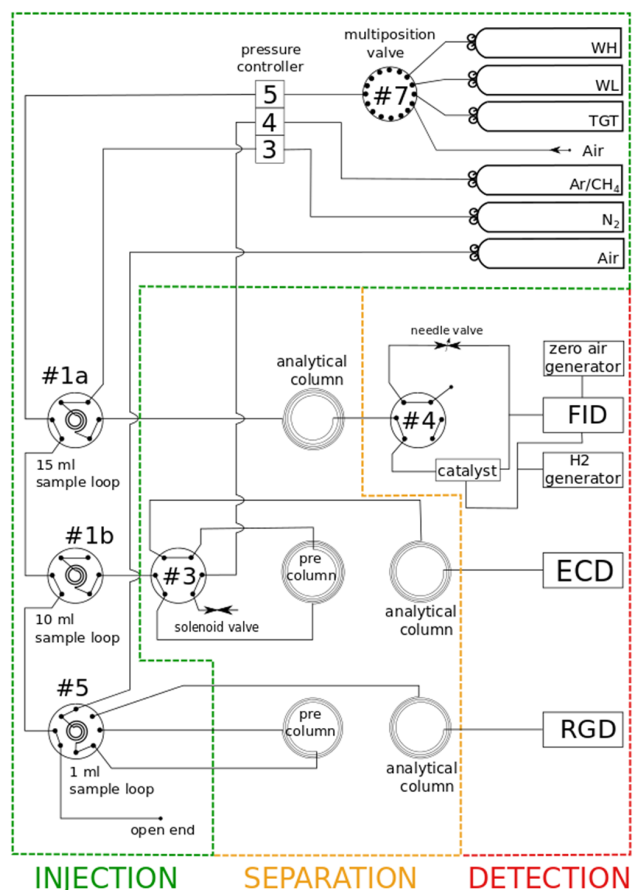 multiposition
valve
pressure
controller
WH
5
#7
WL
4
TGT
3
Air
Ar/CH4
N2
Air
needle valve
zero air
generator
analytical
column
#1a
#4
FID
15 ml
sample loop
catalyst
H2
generator
#1b
#3
pre
column
ECD
10 ml
sample loop
solenoid valve
analytical
column
#5
pre
column
RGD
1 ml
sample loop
analytical
column
open end
INJECTION
SEPARATION
DETECTION